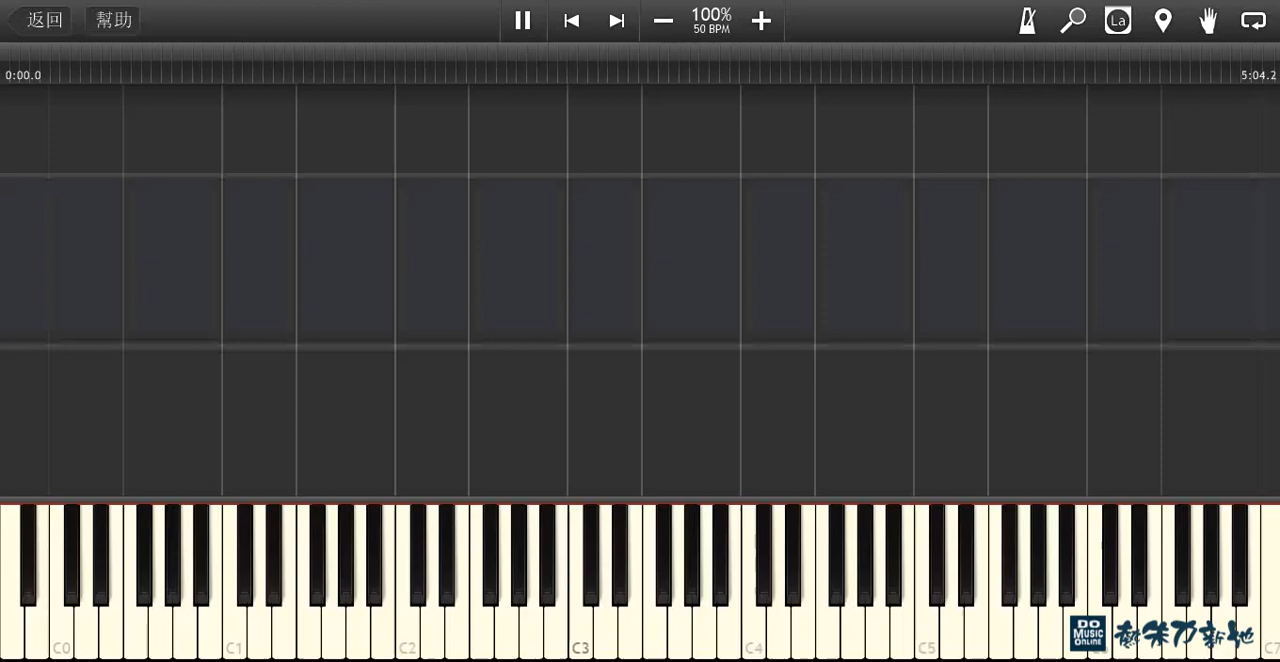 返回
幫助
100%
50 BPM
La
0:00.0
5:04.2
C0
C1
C2
C3
C4
C5
DO
MUSIC
ONLINE